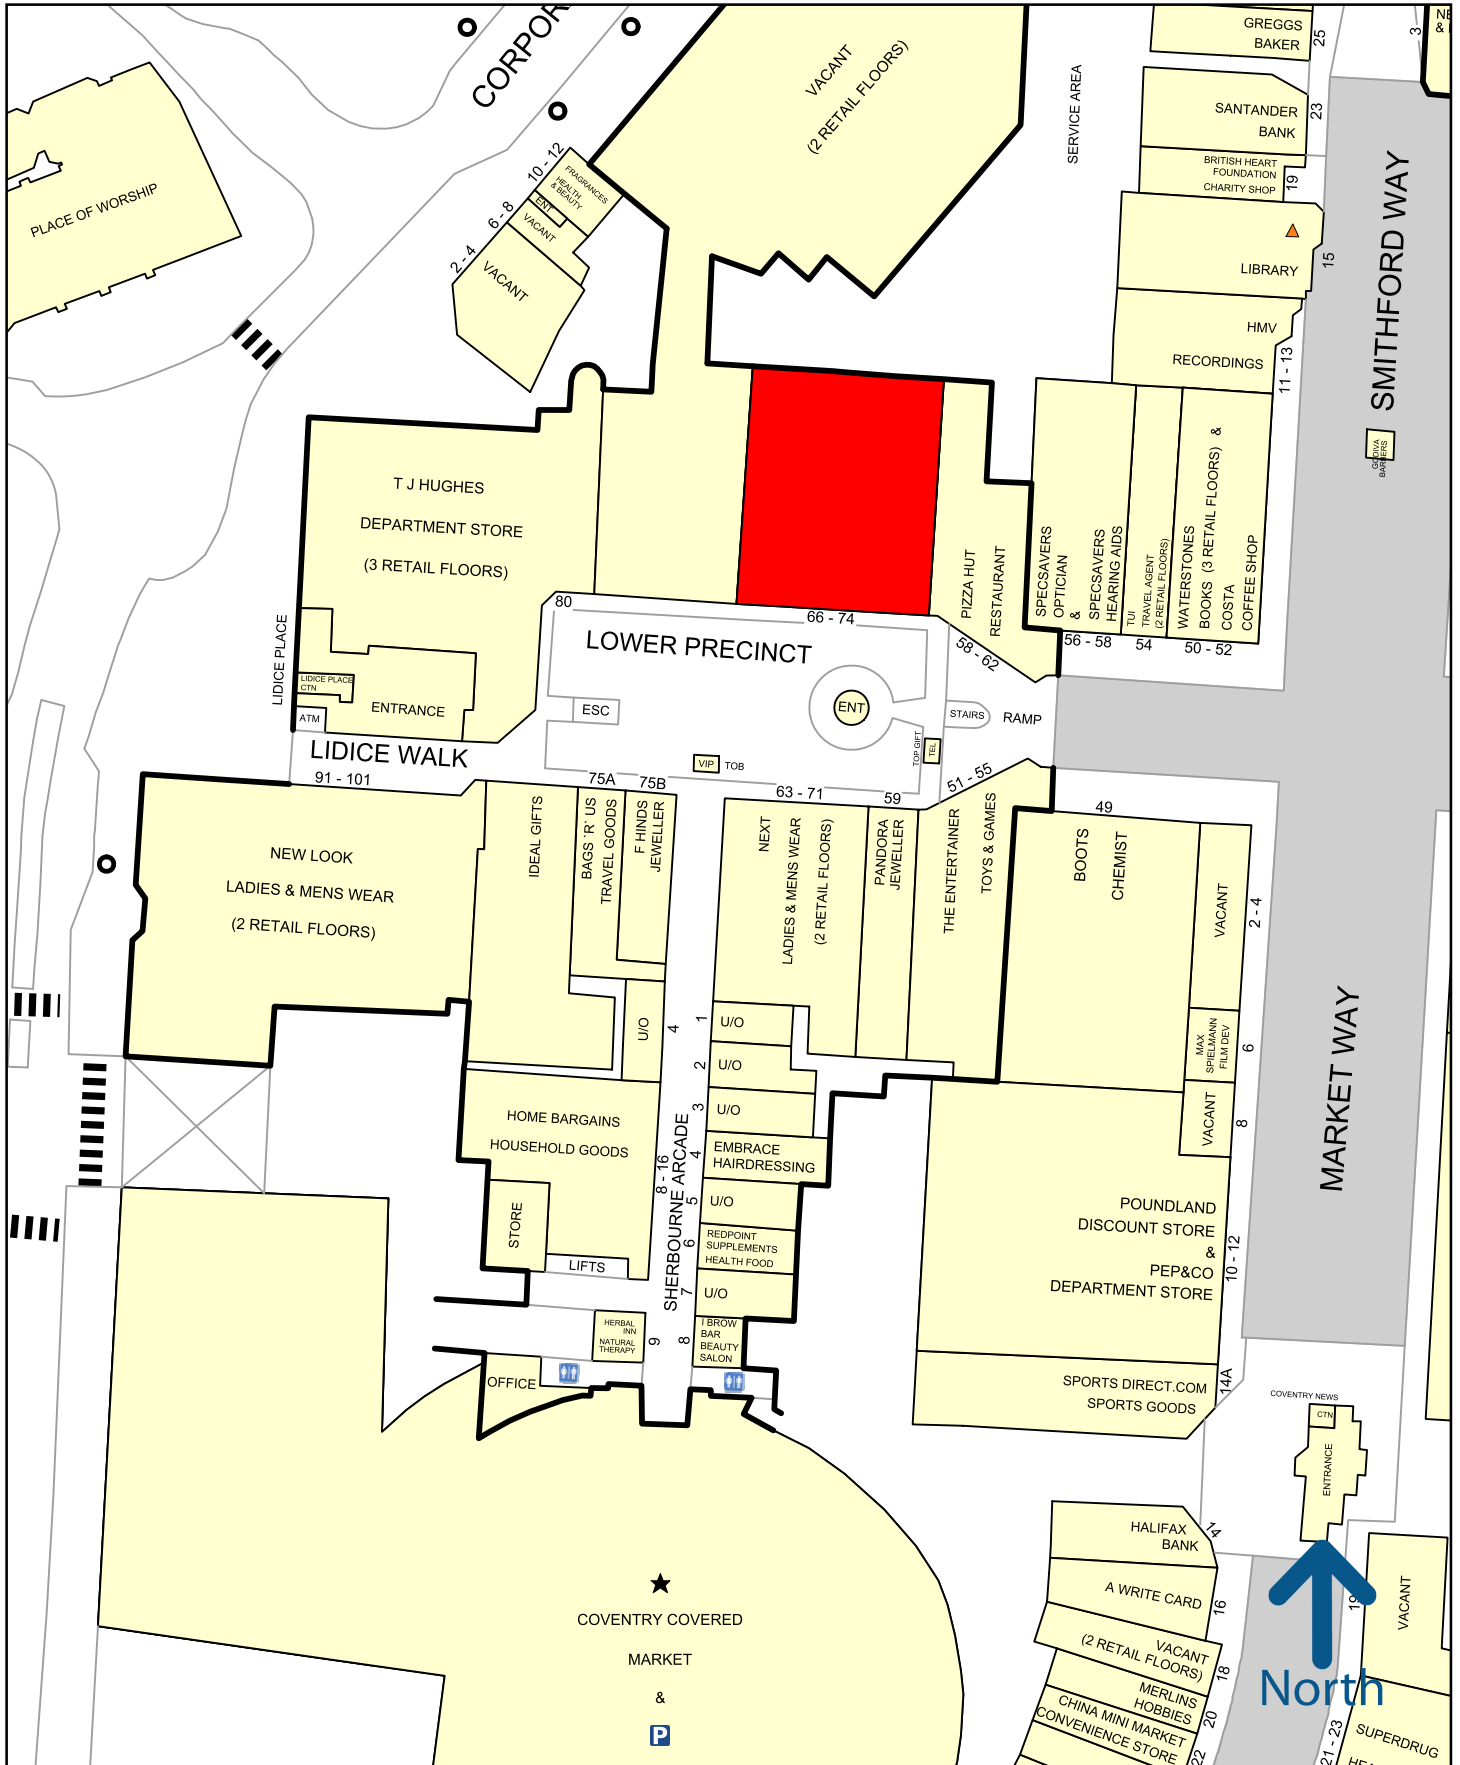 CORPOR
VACANT
(2 RETAIL FLOORS)
SERVICE AREA
GREGGS
BAKER
25
3
SANTANDER
BANK
23
BRITISH HEART
FOUNDATION
CHARITY SHOP
19
LIBRARY
15
HMV
RECORDINGS
11 - 13
SMITHFORD WAY
GODIVA
BARBERS
PLACE OF WORSHIP
10 - 12
FRAGRANCES
HEALTH
& BEAUTY
ENT
6 - 8
VACANT
2 - 4
VACANT
T J HUGHES
DEPARTMENT STORE
(3 RETAIL FLOORS)
LIDICE PLACE
LIDICE PLACE
CTN
ATM
ENTRANCE
80
66 - 74
LOWER PRECINCT
PIZZA HUT
RESTAURANT
58 - 62
SPECSAVERS
OPTICIAN
&
SPECSAVERS
HEARING AIDS
56 - 58
TUI
TRAVEL AGENT
(2 RETAIL FLOORS)
54
WATERSTONES
BOOKS (3 RETAIL FLOORS) &
COSTA
COFFEE SHOP
50 - 52
ESC
ENT
STAIRS
RAMP
TOP GIFT
TEL
VIP
TOB
LIDICE WALK
91 - 101
75A
75B
63 - 71
59
51 - 55
49
NEW LOOK
LADIES & MENS WEAR
(2 RETAIL FLOORS)
IDEAL GIFTS
BAGS `R` US
TRAVEL GOODS
F HINDS
JEWELLER
NEXT
LADIES & MENS WEAR
(2 RETAIL FLOORS)
PANDORA
JEWELLER
THE ENTERTAINER
TOYS & GAMES
BOOTS
CHEMIST
VACANT
2 - 4
MAX
SPIELMANN
FILM DEV
6
VACANT
8
MARKET WAY
U/O
4
1
U/O
2
U/O
3
U/O
4
EMBRACE
HAIRDRESSING
5
U/O
6
REDPOINT
SUPPLEMENTS
HEALTH FOOD
7
U/O
8
I BROW
BAR
BEAUTY
SALON
HOME BARGAINS
HOUSEHOLD GOODS
8 - 16
SHERBOURNE ARCADE
STORE
LIFTS
HERBAL
INN
NATURAL
THERAPY
9
OFFICE
POUNDLAND
DISCOUNT STORE
&
PEP&CO
DEPARTMENT STORE
10 - 12
SPORTS DIRECT.COM
SPORTS GOODS
14A
COVENTRY NEWS
CTN
ENTRANCE
HALIFAX
BANK
14
A WRITE CARD
16
VACANT
(2 RETAIL FLOORS)
18
MERLINS
HOBBIES
20
CHINA MINI MARKET
CONVENIENCE STORE
22
COVENTRY COVERED
MARKET
&
P
North
19
VACANT
SUPERDRUG
21 - 23